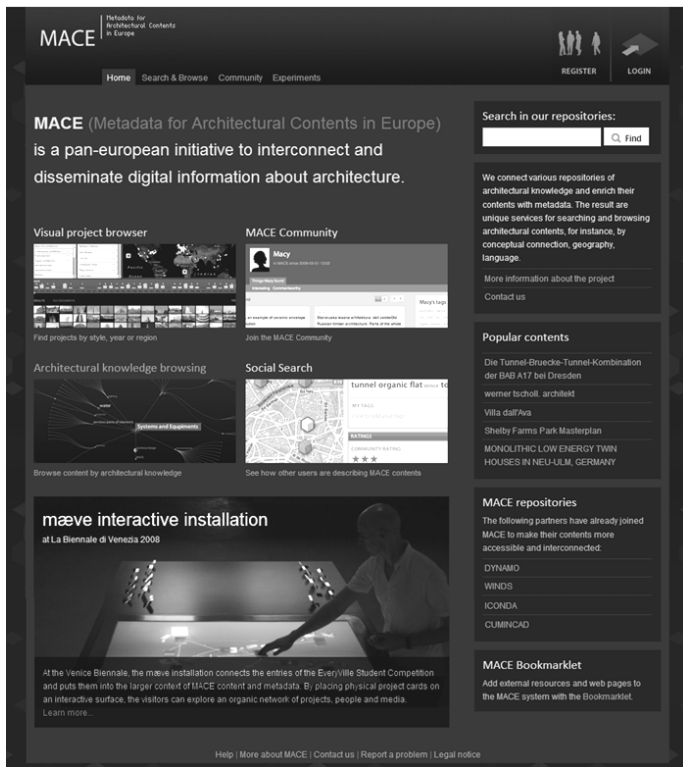 MACE
Metadata for
Architectural Contents
in Europe
REGISTER
LOGIN
Home
Search & Browse
Community
Experiments
MACE (Metadata for Architectural Contents in Europe)
is a pan-european initiative to interconnect and
disseminate digital information about architecture.
Visual project browser
Find projects by style, year or region
MACE Community
Macy
Macy's tags
Join the MACE Community
Architectural knowledge browsing
Systems and Equipments
Browse content by architectural knowledge
Social Search
tunnel organic flat
MY TAGS
RATINGS
COMMUNITY RATING
See how other users are describing MACE contents
mæve interactive installation
at La Biennale di Venezia 2008
At the Venice Biennale, the mæve installation connects the entries of the EveryVille Student Competition
and puts them into the larger context of MACE content and metadata. By placing physical project cards on
an interactive surface, the visitors can explore an organic network of projects, people and media.
Learn more...
Search in our repositories:
Find
We connect various repositories of
architectural knowledge and enrich their
contents with metadata. The result are
unique services for searching and browsing
architectural contents, for instance, by
conceptual connection, geography,
language.
More information about the project
Contact us
Popular contents
Die Tunnel-Bruecke-Tunnel-Kombination
der BAB A17 bei Dresden
werner tscholl. architekt
Villa dall'Ava
Shelby Farms Park Masterplan
MONOLITHIC LOW ENERGY TWIN
HOUSES IN NEU-ULM, GERMANY
MACE repositories
The following partners have already joined
MACE to make their contents more
accessible and interconnected:
DYNAMO
WINDS
ICONDA
CUMINCAD
MACE Bookmarklet
Add external resources and web pages to
the MACE system with the Bookmarklet.
Help | More about MACE | Contact us | Report a problem | Legal notice